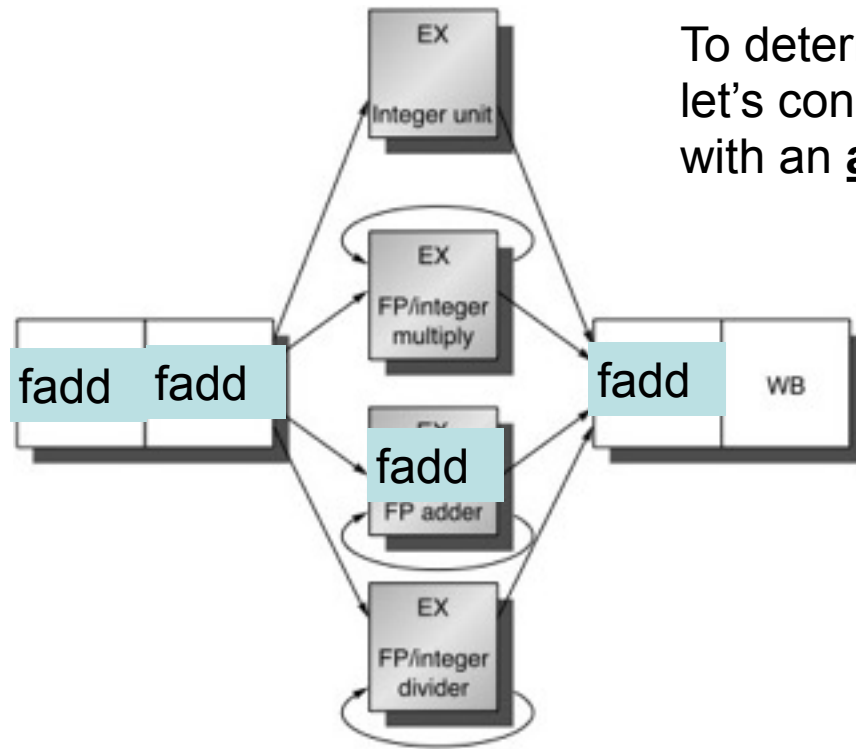 To deter
let's con
with an a
EX
Integer unit
EX
FP/integer
multiply
fadd fadd
fadd
WB
fadd
FP adder
EX
FP/integer
divider